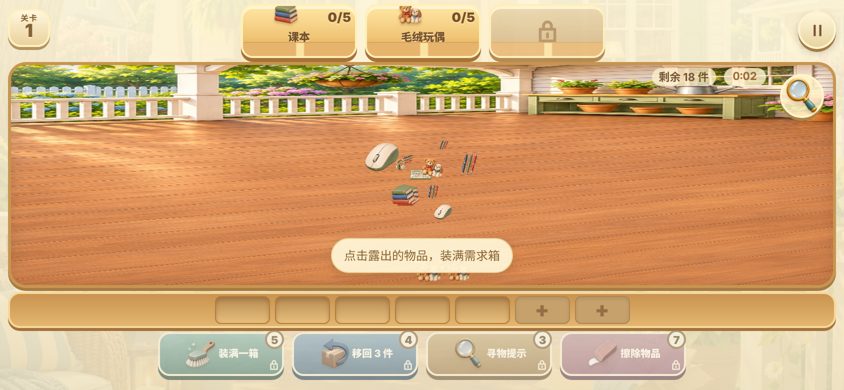 关卡
1
0/5
课本
0/5
毛绒玩偶
剩余 18 件
0:02
点击露出的物品，装满需求箱
装满一箱
5
移回 3 件
4
寻物提示
3
擦除物品
7